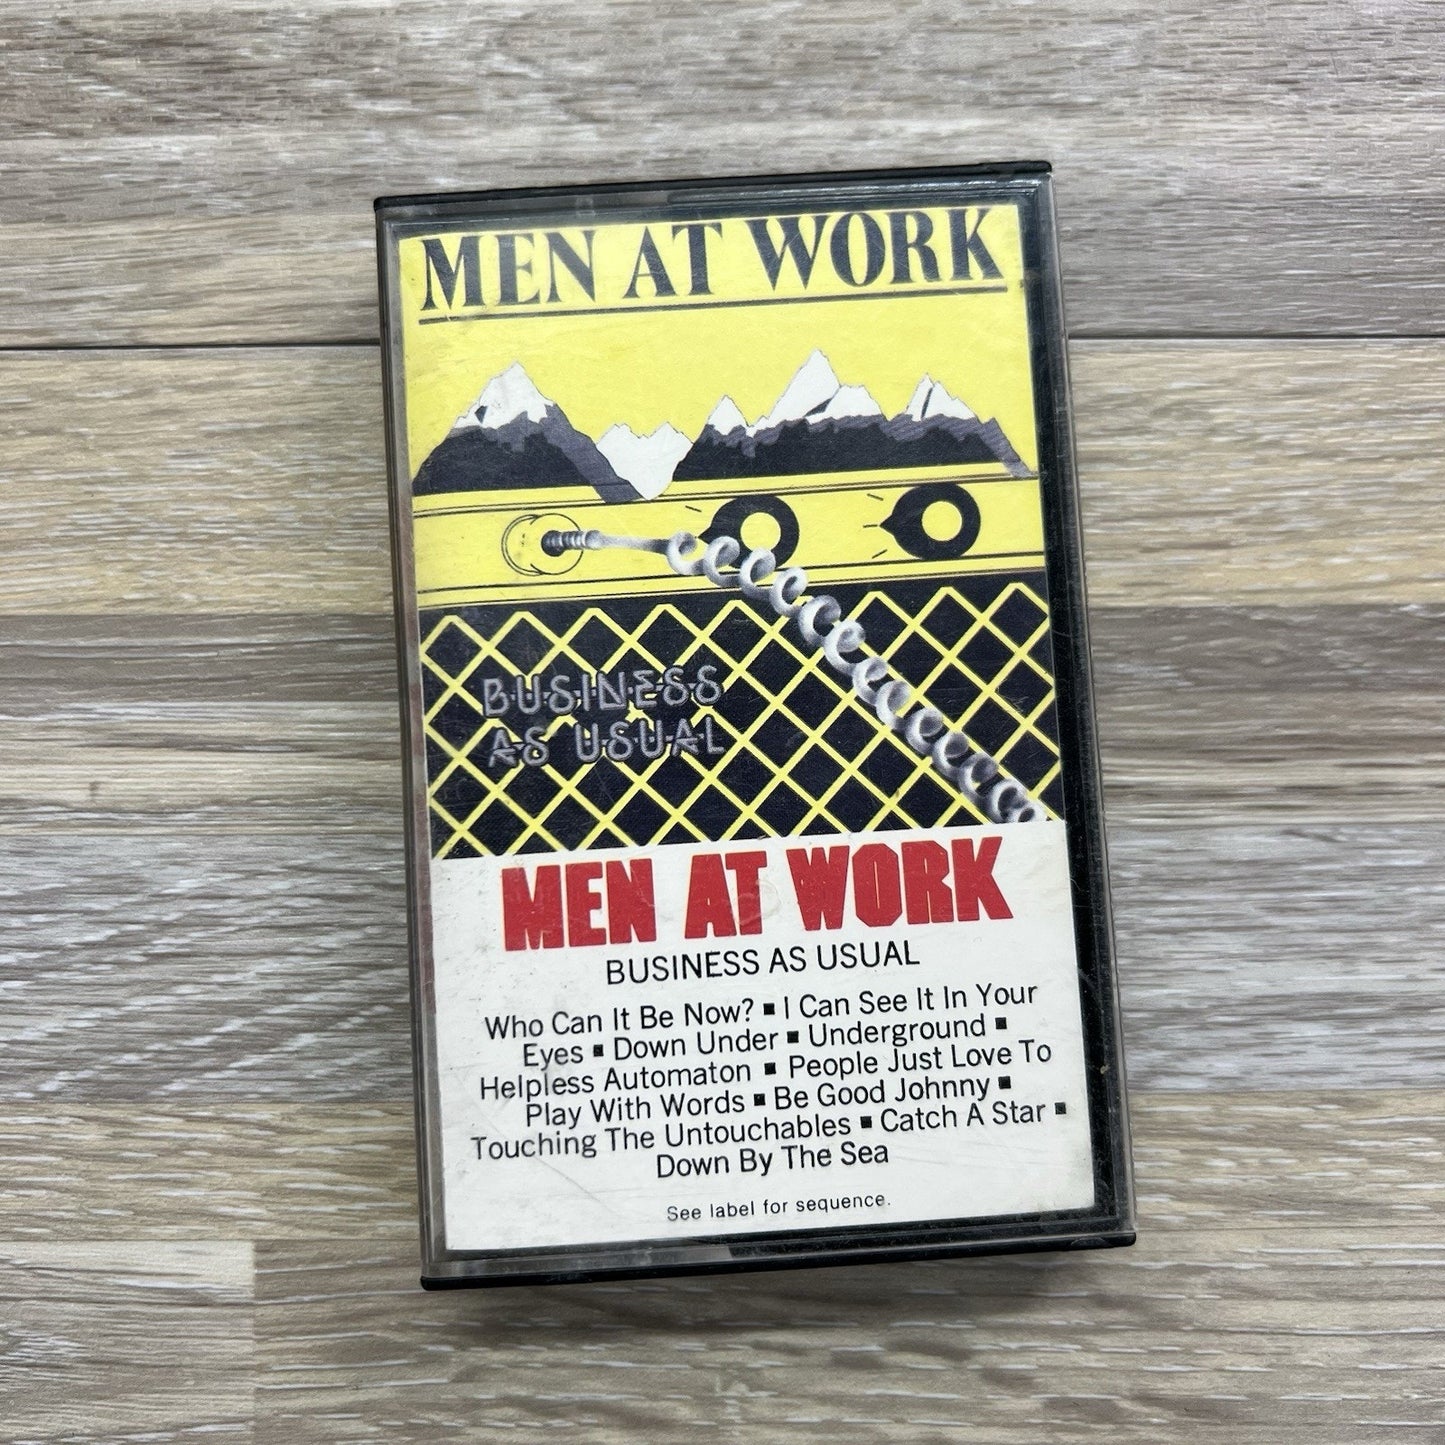 MEN AT WORK
BUSINESS
AS USUAL
MEN AT WORK
BUSINESS AS USUAL
Who Can It Be Now? ▪ I Can See It In Your
Eyes ▪ Down Under ▪ Underground ▪
Helpless Automaton ▪ People Just Love To
Play With Words ▪ Be Good Johnny ▪
Touching The Untouchables ▪ Catch A Star ▪
Down By The Sea
See label for sequence.